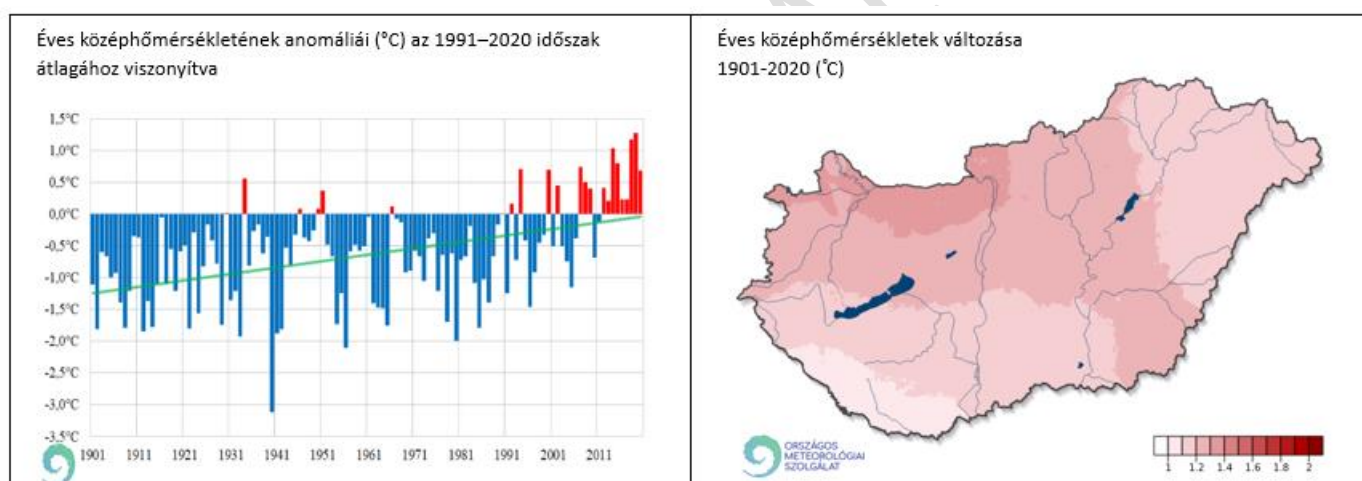 Éves középhőmérsékletének anomáliái (°C) az 1991–2020 időszak
átlagához viszonyítva
1,5°C
1,0°C
0,5°C
0,0°C
-0,5°C
-1,0°C
-1,5°C
-2,0°C
-2,5°C
-3,0°C
-3,5°C
1901 1911 1921 1931 1941 1951 1961 1971 1981 1991 2001 2011
Éves középhőmérsékletek változása
1901-2020 (°C)
ORSZÁGOS
METEOROLÓGIAI
SZOLGÁLAT
1 1.2 1.4 1.6 1.8 2